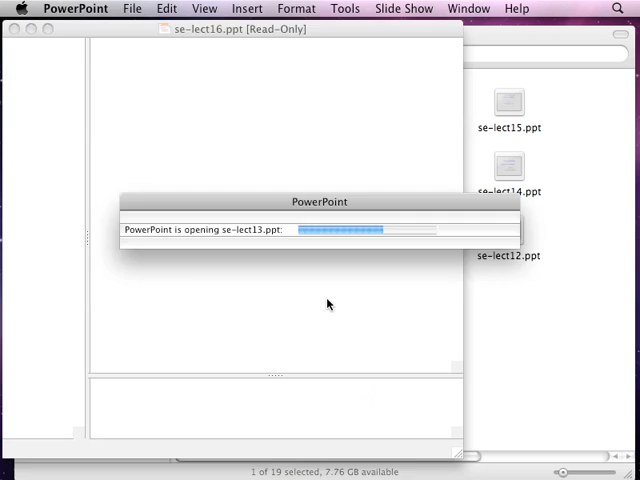 PowerPoint File Edit View Insert Format Tools Slide Show Window Help
se-lect16.ppt [Read-Only]
se-lect15.ppt
se-lect14.ppt
PowerPoint
PowerPoint is opening se-lect13.ppt:
se-lect12.ppt
1 of 19 selected, 7.76 GB available